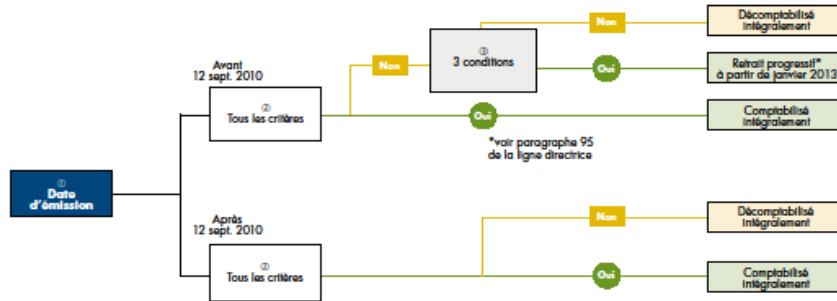 Non
Décomptabilisé
intégralement
③
3 conditions
Avant
12 sept. 2010
Non
Oui
Retrait progressif*
à partir de janvier 2013
②
Tous les critères
Oui
Comptabilisé
intégralement
*voir paragraphe 95
de la ligne directrice
①
Date
d'émission
Après
12 sept. 2010
Non
Décomptabilisé
intégralement
②
Tous les critères
Oui
Comptabilisé
intégralement